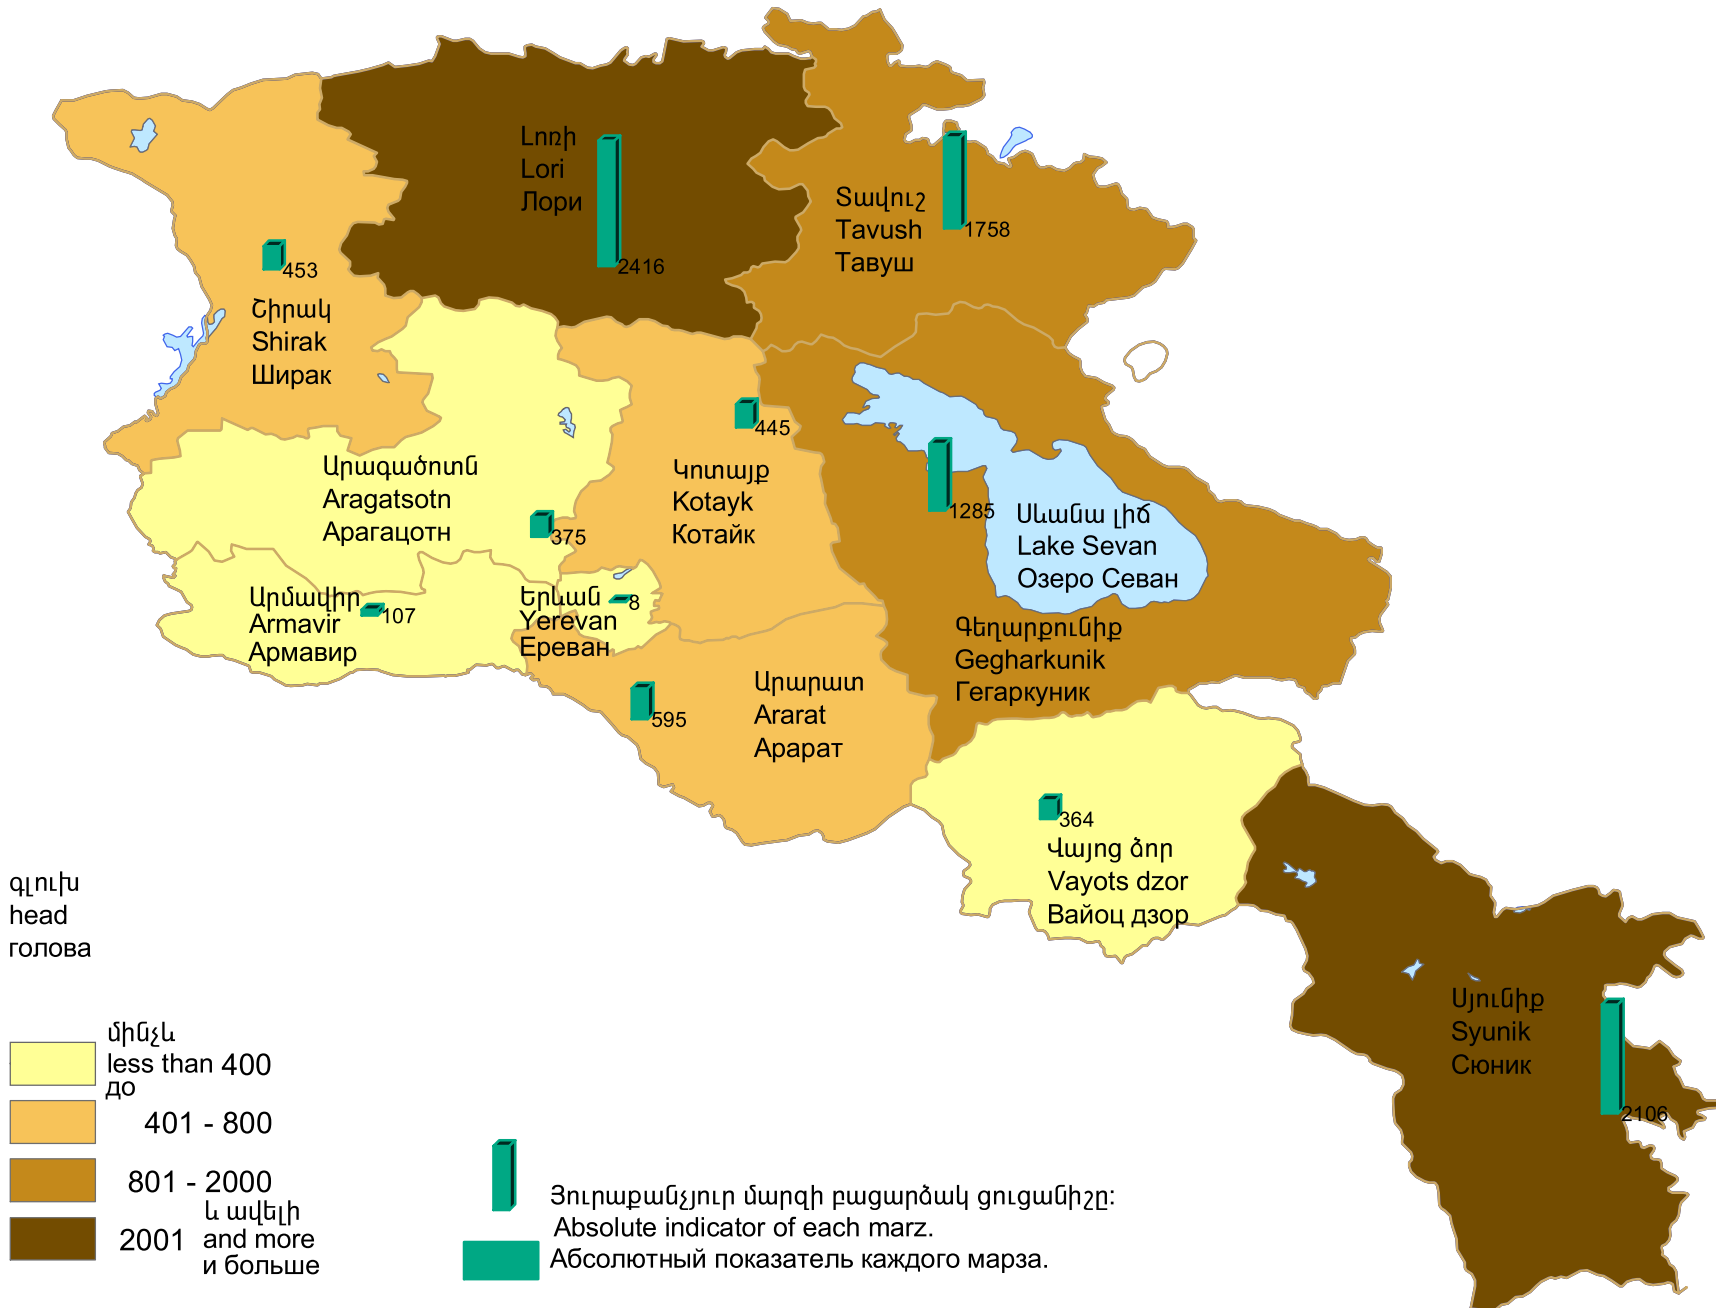 Լոռի
Lori
Лори
2416
Տավուշ
Tavush
Тавуш
1758
453
Շիրակ
Shirak
Ширак
445
Կոտայք
Kotayk
Котайк
Արագածոտն
Aragatsotn
Арагацотн
375
1285
Սևանա լիճ
Lake Sevan
Озеро Севан
Արմավիր
Armavir
Армавир
107
Երևան
Yerevan
Ереван
8
Գեղարքունիք
Gegharkunik
Гегаркуник
595
Արարատ
Ararat
Арарат
364
Վայոց ձոր
Vayots dzor
Вайоц дзор
Սյունիք
Syunik
Сюник
2106
գլուխ
head
голова
մինչև
less than 400
до
401 - 800
801 - 2000
և ավելի
2001 and more
и больше
Յուրաքանչյուր մարզի բացարձակ ցուցանիշը:
Absolute indicator of each marz.
Абсолютный показатель каждого марза.